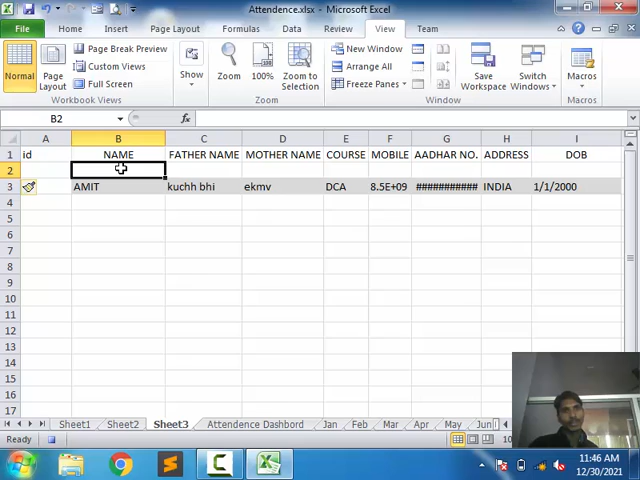 Attendence.xlsx - Microsoft Excel
File Home Insert Page Layout Formulas Data Review View Team
Normal
Page Layout
Page Break Preview
Custom Views
Full Screen
Workbook Views
Show
Zoom
100%
Zoom to Selection
Zoom
New Window
Arrange All
Freeze Panes
Save Workspace
Switch Windows
Window
Macros
Macros
B2 fx
A B C D E F G H I
1 id NAME FATHER NAME MOTHER NAME COURSE MOBILE AADHAR NO. ADDRESS DOB
2
3 AMIT kuchh bhi ekmv DCA 8.5E+09 ########### INDIA 1/1/2000
4
5
6
7
8
9
10
11
12
13
14
15
16
17
Sheet1 Sheet2 Sheet3 Attendence Dashbord Jan Feb Mar Apr May Jun
Ready
11:46 AM
12/30/2021